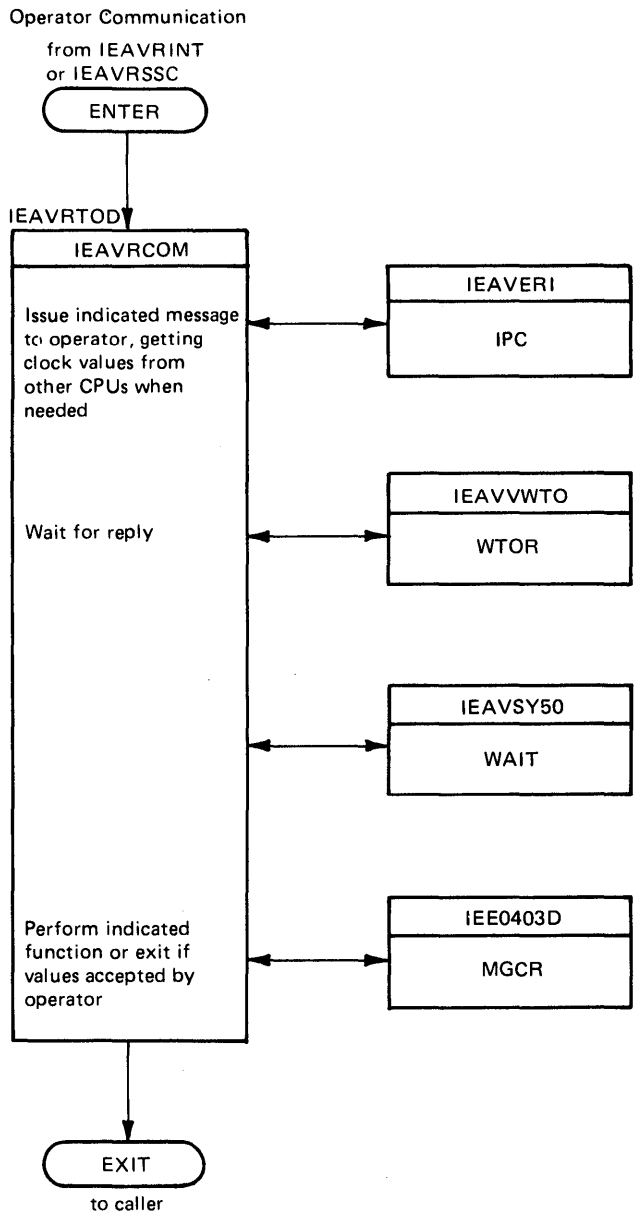 Operator Communication
from IEAVRINT
or IEAVRSSC
ENTER
IEAVRTOD
IEAVRCOM
Issue indicated message
to operator, getting
clock values from
other CPUs when
needed
IEAVERI
IPC
Wait for reply
IEAVVWTO
WTOR
IEAVSY50
WAIT
Perform indicated
function or exit if
values accepted by
operator
IEE0403D
MGCR
EXIT
to caller